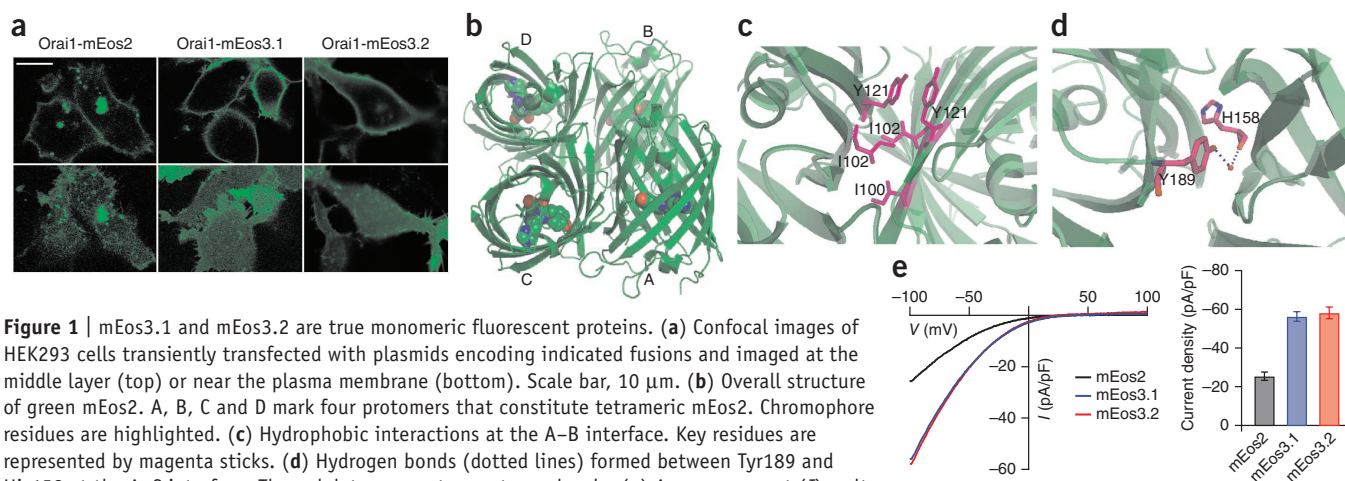 a
Orai1-mEos2 Orai1-mEos3.1 Orai1-mEos3.2
b
D
B
C
A
c
Y121
Y121
I102
I102
I100
d
H158
Y189
e
-100 -50 50 100
V (mV)
-20
-40
-60
I (pA/pF)
mEos2
mEos3.1
mEos3.2
Current density (pA/pF)
-80
-60
-40
-20
0
mEos2
mEos3.1
mEos3.2
Figure 1 | mEos3.1 and mEos3.2 are true monomeric fluorescent proteins. (a) Confocal images of
HEK293 cells transiently transfected with plasmids encoding indicated fusions and imaged at the
middle layer (top) or near the plasma membrane (bottom). Scale bar, 10 μm. (b) Overall structure
of green mEos2. A, B, C and D mark four protomers that constitute tetrameric mEos2. Chromophore
residues are highlighted. (c) Hydrophobic interactions at the A–B interface. Key residues are
represented by magenta sticks. (d) Hydrogen bonds (dotted lines) formed between Tyr189 and